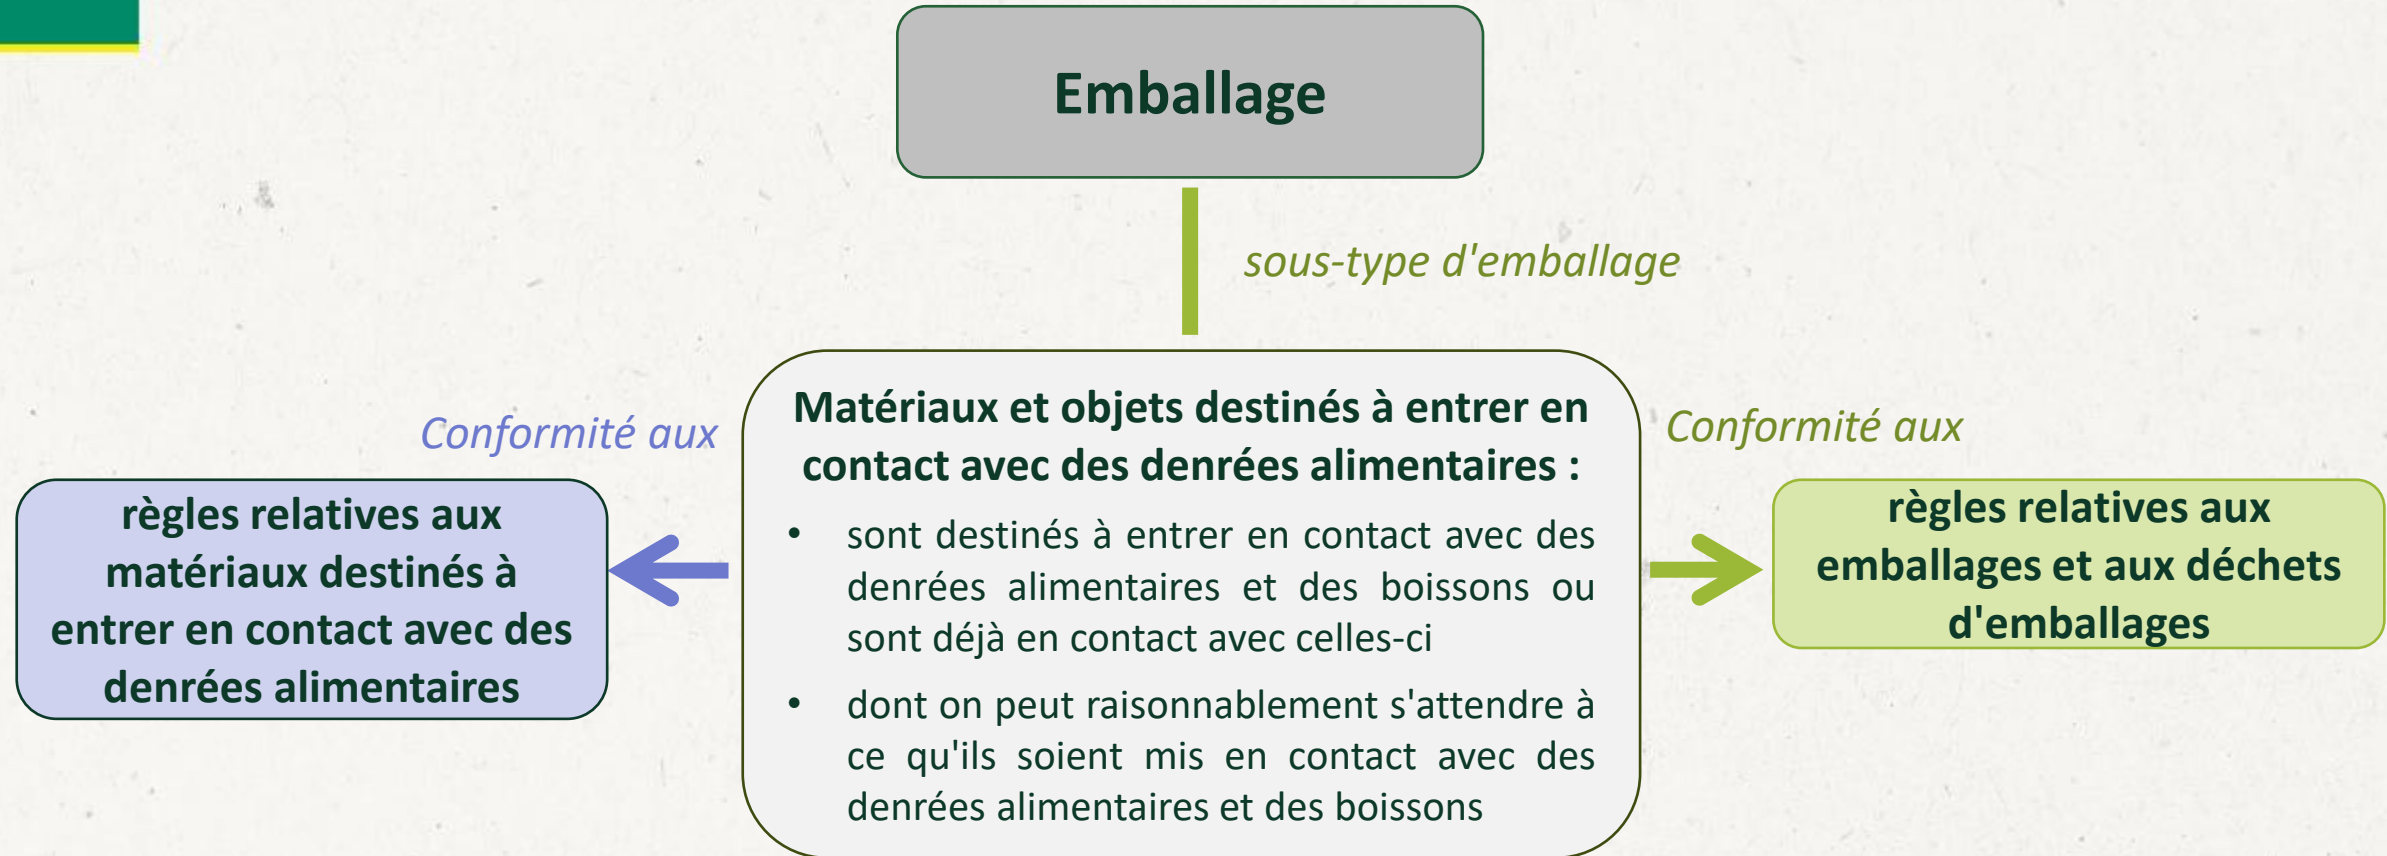 Emballage
sous-type d'emballage
Conformité aux
règles relatives aux
matériaux destinés à
entrer en contact avec des
denrées alimentaires
Matériaux et objets destinés à entrer en
contact avec des denrées alimentaires :
• sont destinés à entrer en contact avec des
denrées alimentaires et des boissons ou
sont déjà en contact avec celles-ci
• dont on peut raisonnablement s'attendre à
ce qu'ils soient mis en contact avec des
denrées alimentaires et des boissons
Conformité aux
règles relatives aux
emballages et aux déchets
d'emballages